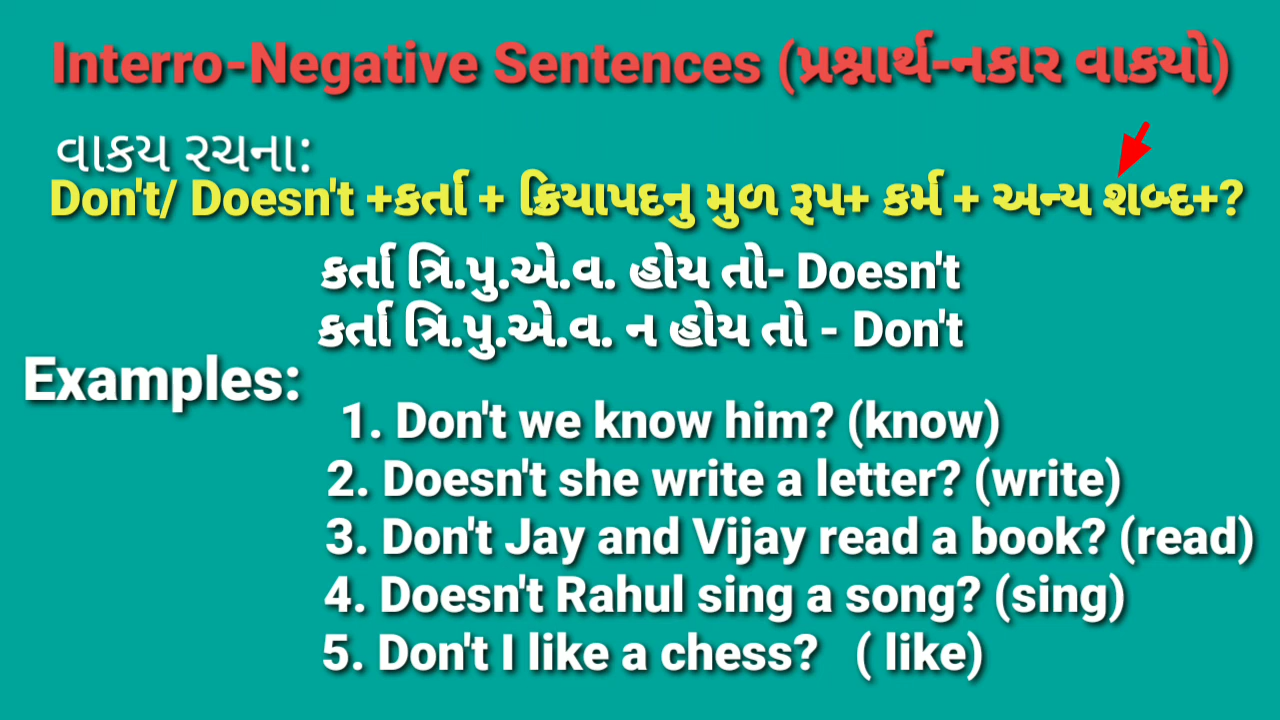 Interro-Negative Sentences (પ્રશ્નાર્થ-નકાર વાકયો)
વાકય રચના:
Don't/ Doesn't +કર્તા + ક્રિયાપદનુ મુળ રૂપ+ કર્મ + અન્ય શબ્દ+?
કર્તા ત્રિ.પુ.એ.વ. હોય તો- Doesn't
કર્તા ત્રિ.પુ.એ.વ. ન હોય તો - Don't
Examples:
1. Don't we know him? (know)
2. Doesn't she write a letter? (write)
3. Don't Jay and Vijay read a book? (read)
4. Doesn't Rahul sing a song? (sing)
5. Don't I like a chess? ( like)